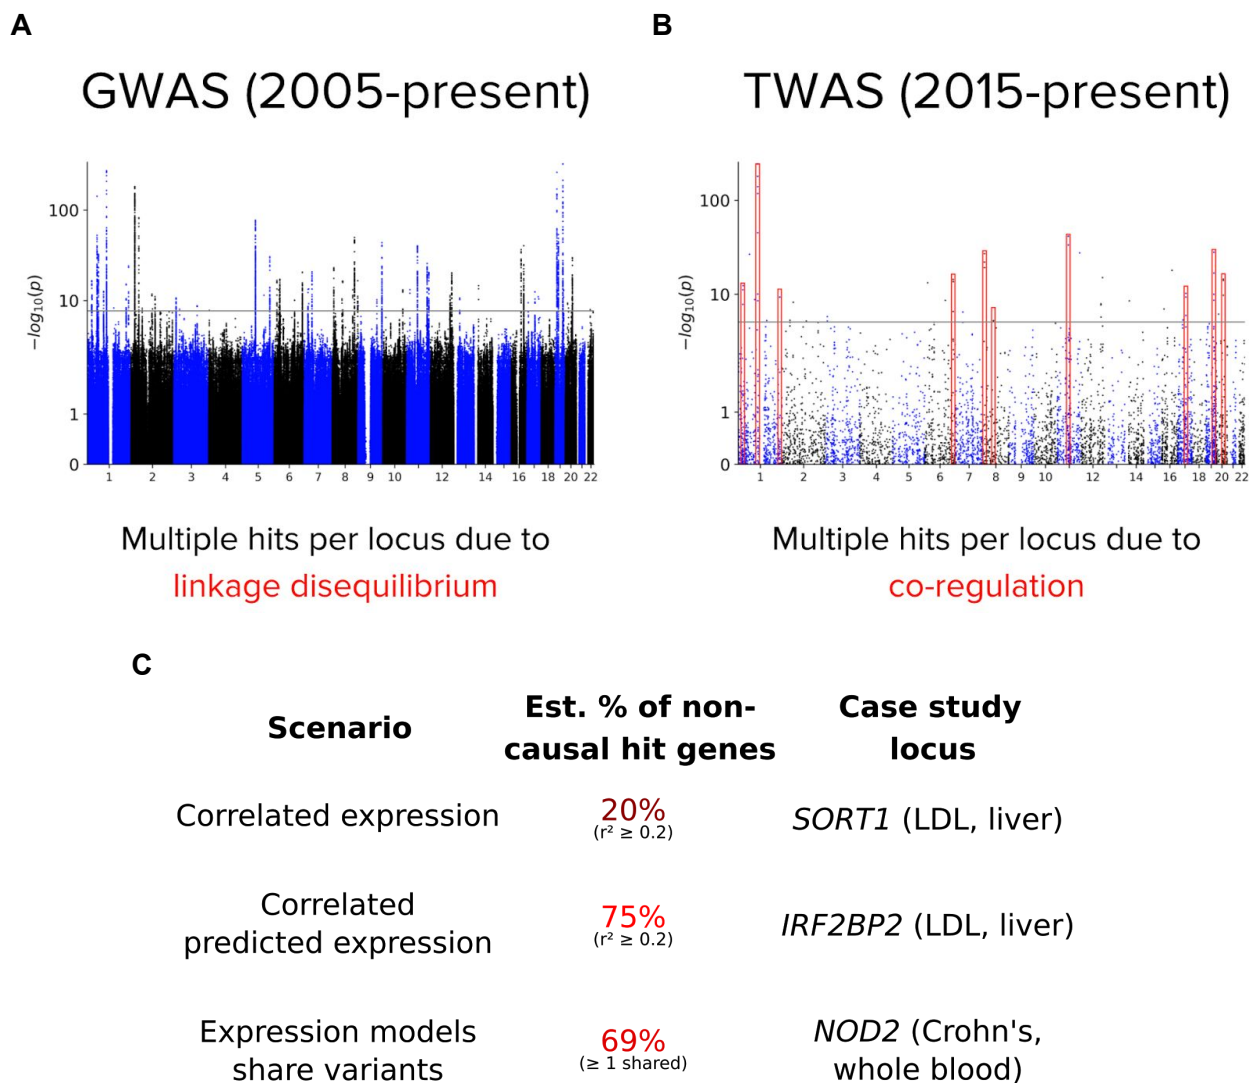 A
B
GWAS (2005-present)
TWAS (2015-present)
−log₁₀(p)
100
10
1
0
1 2 3 4 5 6 7 8 9 10 12 14 16 18 20 22
−log₁₀(p)
100
10
1
0
1 2 3 4 5 6 7 8 9 10 12 14 16 18 20 22
Multiple hits per locus due to
linkage disequilibrium
Multiple hits per locus due to
co-regulation
C
Scenario
Est. % of non-
causal hit genes
Case study
locus
Correlated expression
20%
(r² ≥ 0.2)
SORT1 (LDL, liver)
Correlated
predicted expression
75%
(r² ≥ 0.2)
IRF2BP2 (LDL, liver)
Expression models
share variants
69%
(≥ 1 shared)
NOD2 (Crohn's,
whole blood)